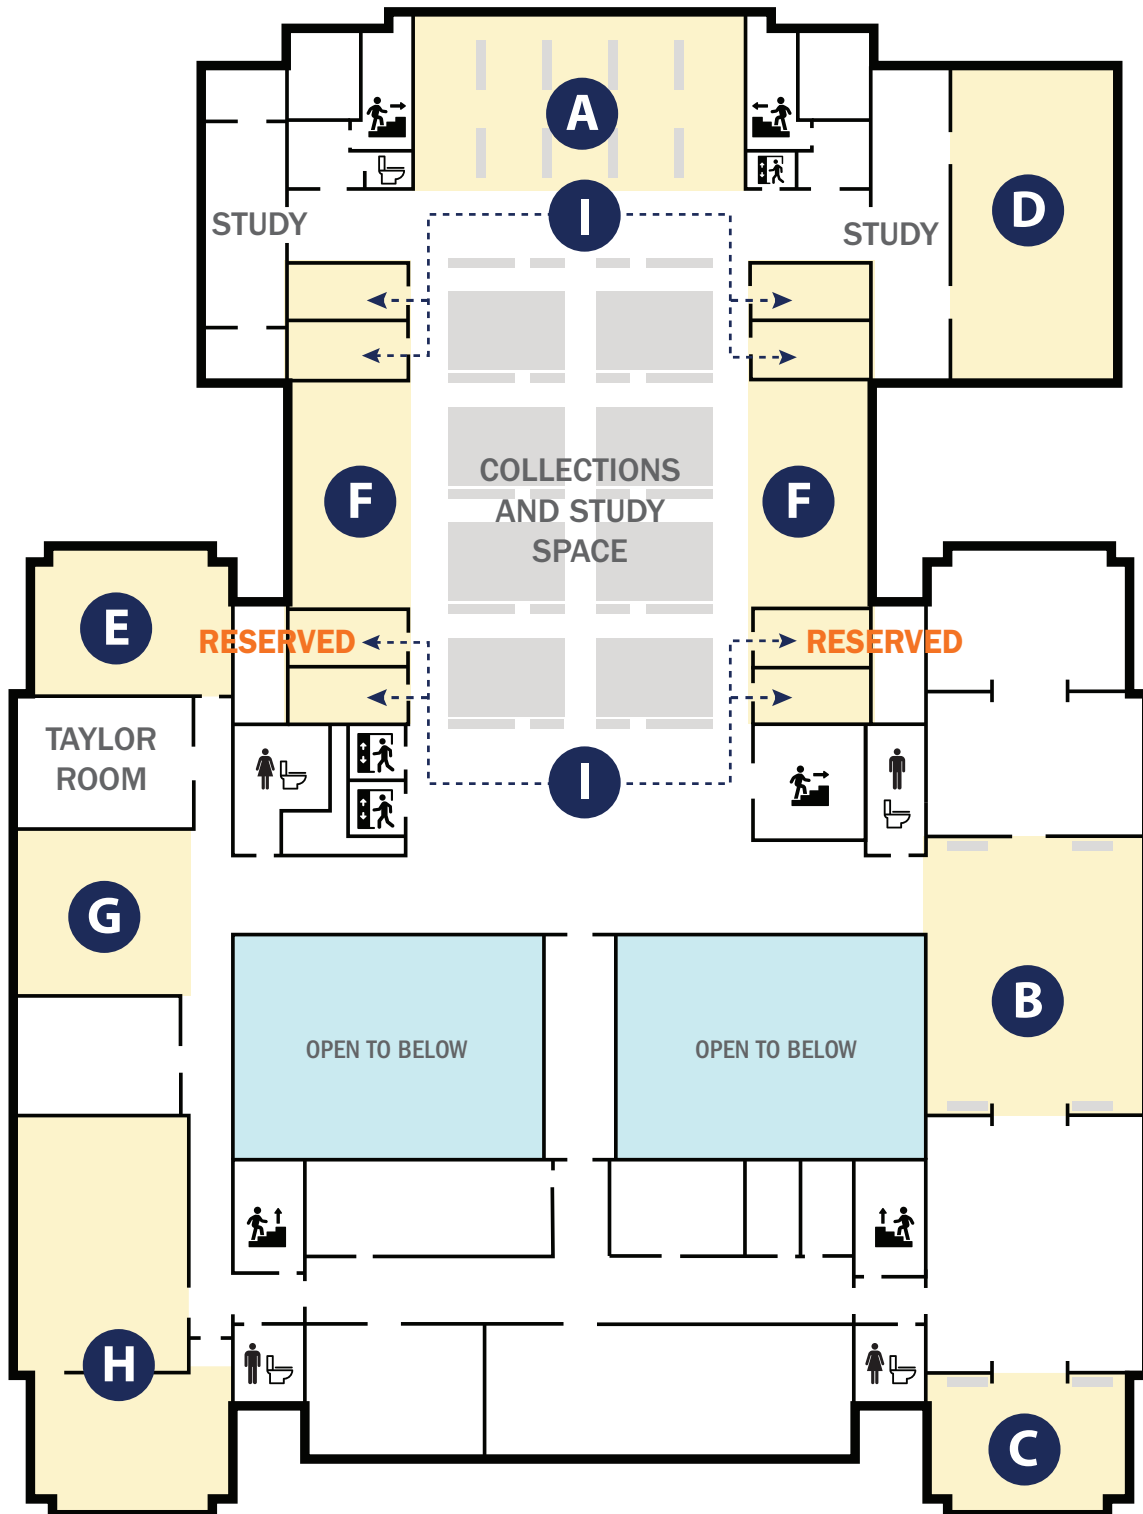 A
I
D
STUDY
STUDY
COLLECTIONS
AND STUDY
SPACE
F
F
E
RESERVED
RESERVED
TAYLOR
ROOM
I
G
B
OPEN TO BELOW
OPEN TO BELOW
H
C